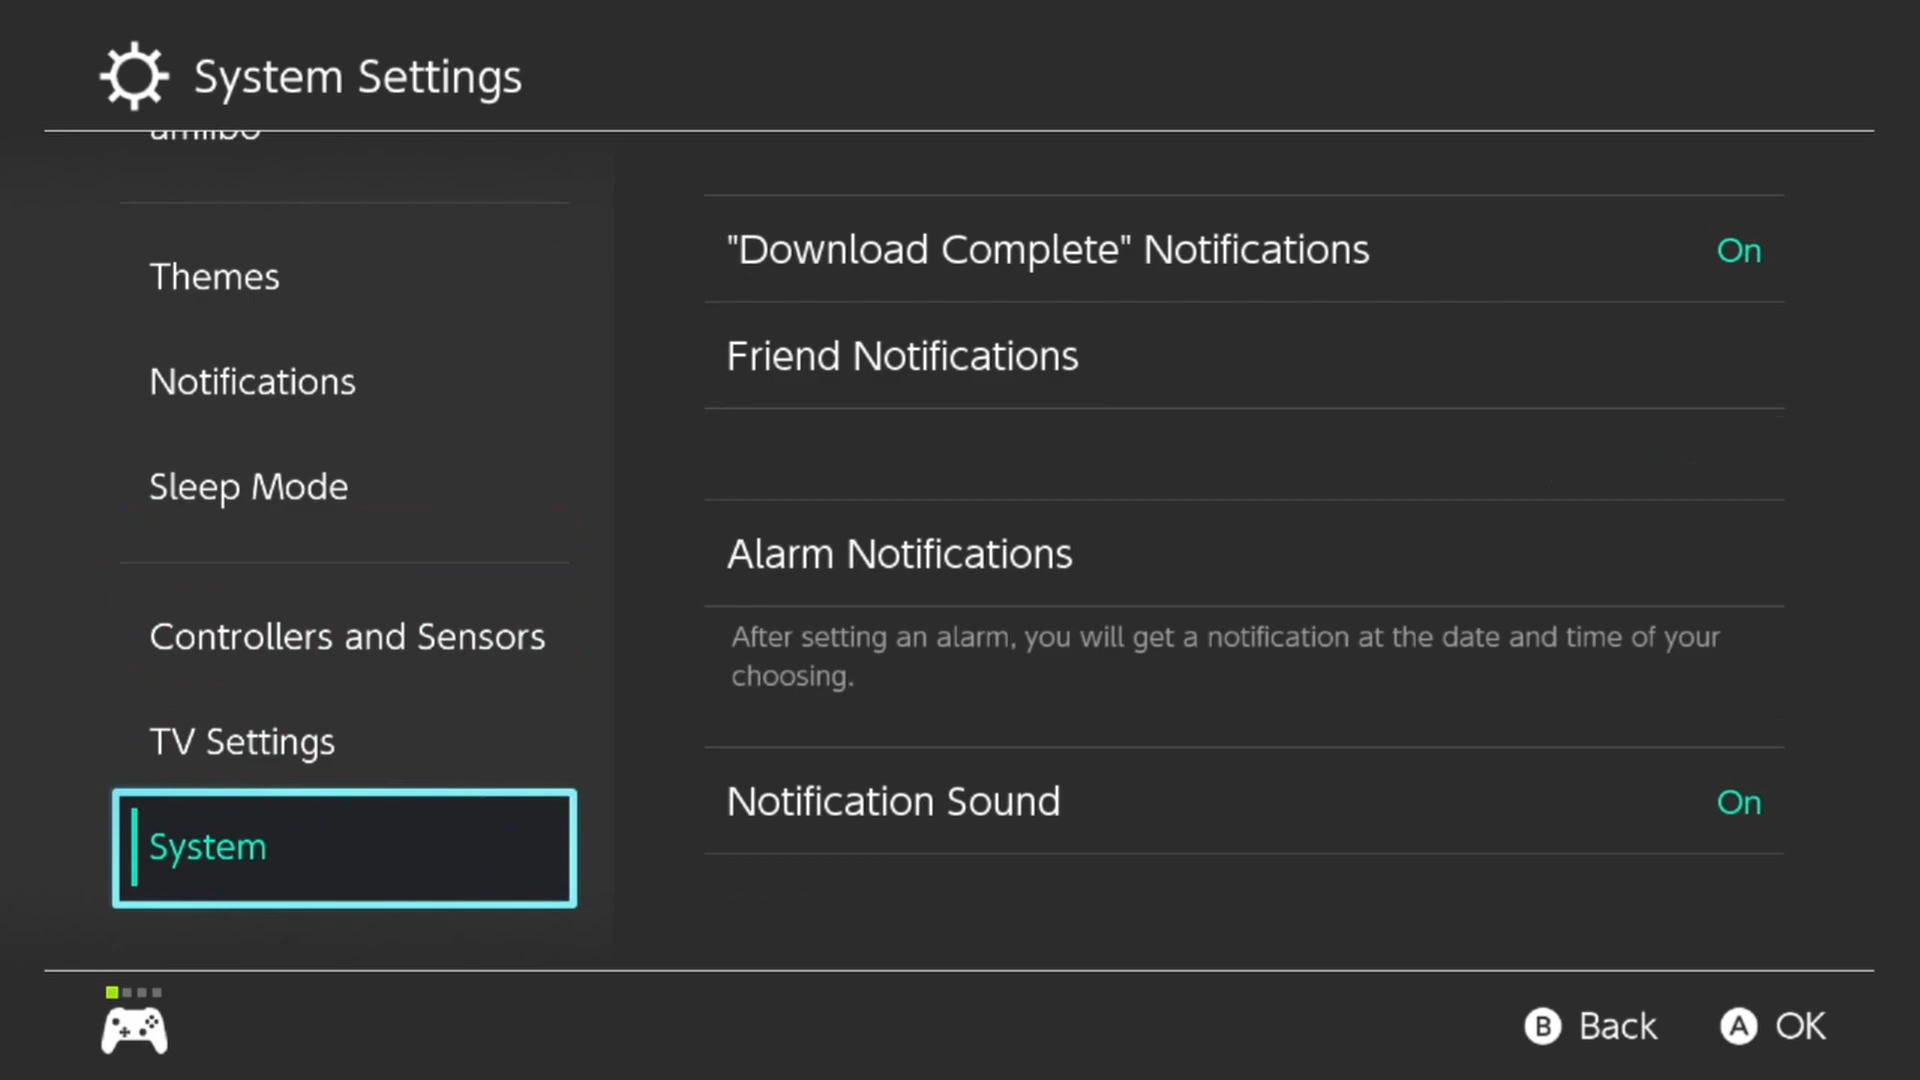 System Settings
amiibo
Themes
Notifications
Sleep Mode
Controllers and Sensors
TV Settings
System
"Download Complete" Notifications On
Friend Notifications
Alarm Notifications
After setting an alarm, you will get a notification at the date and time of your
choosing.
Notification Sound On
B Back A OK